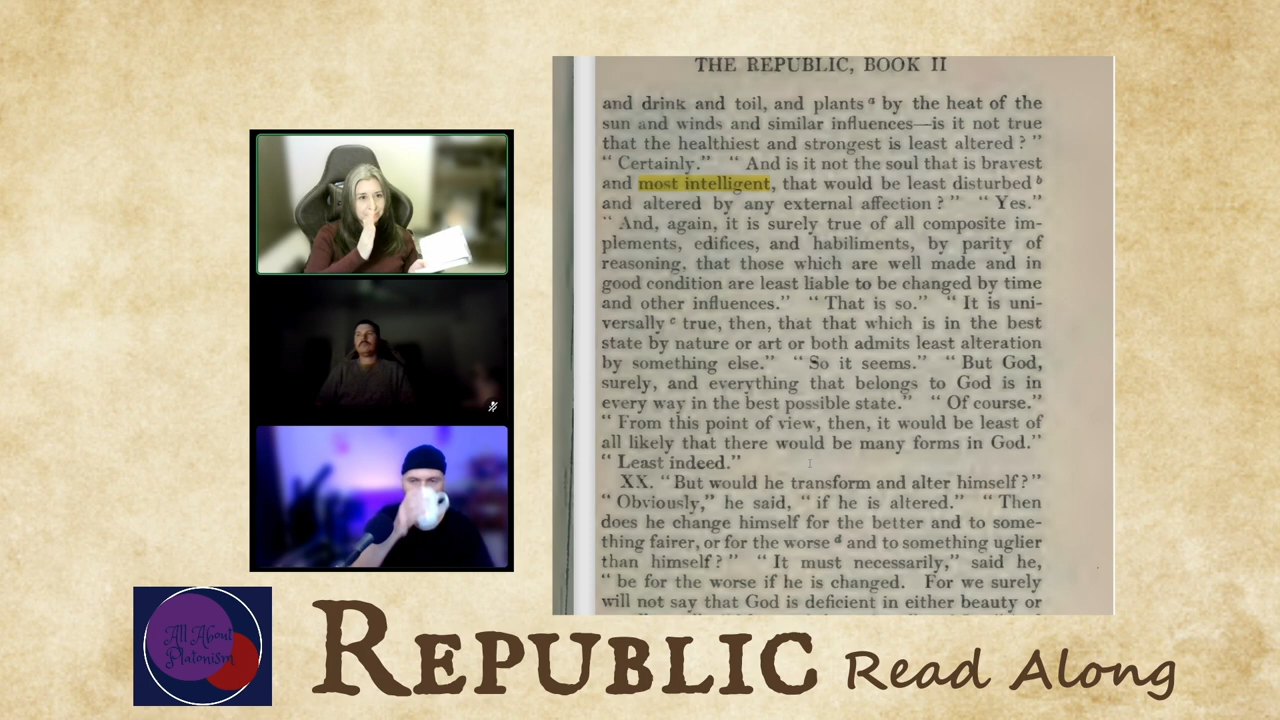 THE REPUBLIC, BOOK II
and drink and toil, and plants ᵃ by the heat of the
sun and winds and similar influences—is it not true
that the healthiest and strongest is least altered ? ”
“ Certainly.” “ And is it not the soul that is bravest
and most intelligent, that would be least disturbed ᵇ
and altered by any external affection ? ” “ Yes.”
“ And, again, it is surely true of all composite im-
plements, edifices, and habiliments, by parity of
reasoning, that those which are well made and in
good condition are least liable to be changed by time
and other influences.” “ That is so.” “ It is uni-
versally ᶜ true, then, that that which is in the best
state by nature or art or both admits least alteration
by something else.” “ So it seems.” “ But God,
surely, and everything that belongs to God is in
every way in the best possible state.” “ Of course.”
“ From this point of view, then, it would be least of
all likely that there would be many forms in God.”
“ Least indeed.”
XX. “ But would he transform and alter himself ? ”
“ Obviously,” he said, “ if he is altered.” “ Then
does he change himself for the better and to some-
thing fairer, or for the worse ᵈ and to something uglier
than himself ? ” “ It must necessarily,” said he,
“ be for the worse if he is changed. For we surely
will not say that God is deficient in either beauty or
All About
Platonism
REPUBLIC Read Along